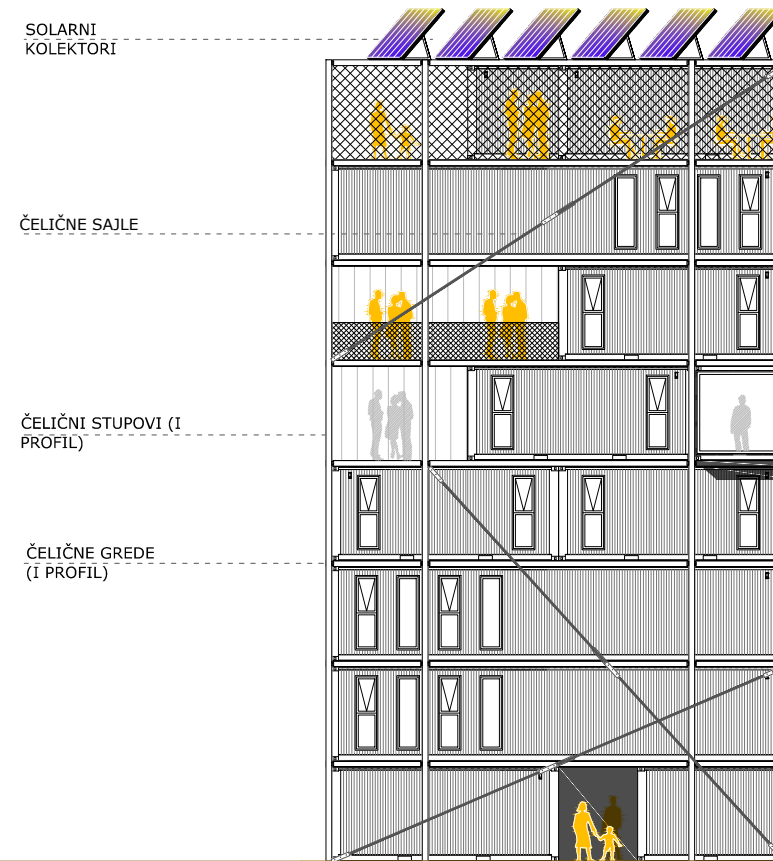 SOLARNI
KOLEKTORI
ČELIČNE SAJLE
ČELIČNI STUPOVI (I
PROFIL)
ČELIČNE GREDE
(I PROFIL)